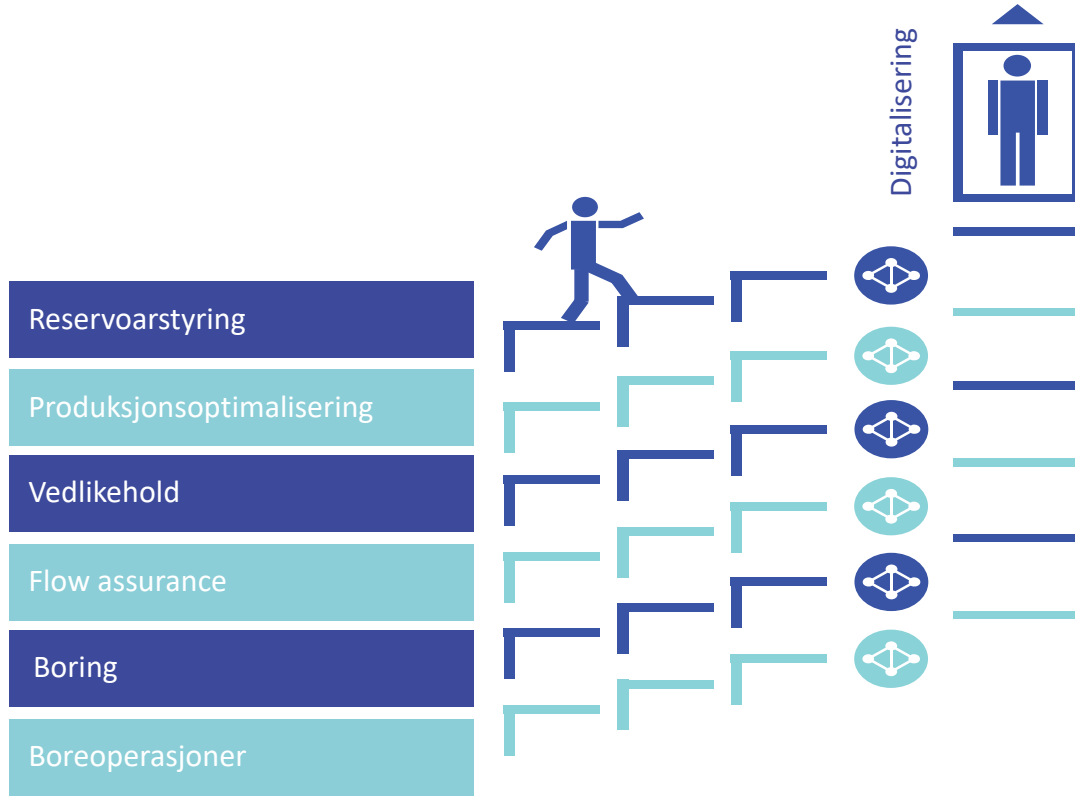 Digitalisering
Reservoarstyring
Produksjonsoptimalisering
Vedlikehold
Flow assurance
Boring
Boreoperasjoner